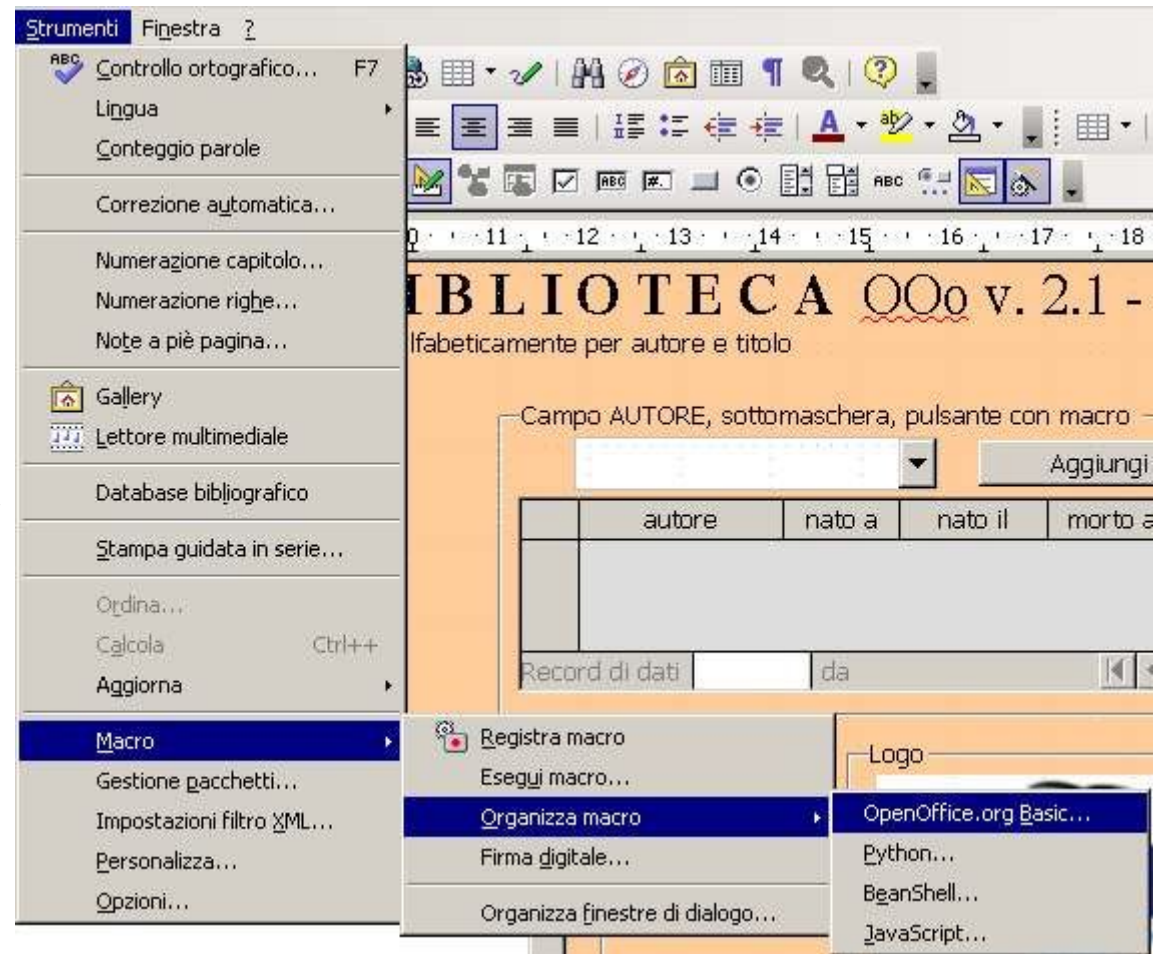 Strumenti Finestra ?
Controllo ortografico... F7
Lingua
Conteggio parole
Correzione automatica...
Numerazione capitolo...
Numerazione righe...
Note a piè pagina...
Gallery
Lettore multimediale
Database bibliografico
Stampa guidata in serie...
Ordina...
Calcola Ctrl++
Aggiorna
Macro
Gestione pacchetti...
Impostazioni filtro XML...
Personalizza...
Opzioni...
Registra macro
Esegui macro...
Organizza macro
Firma digitale...
Organizza finestre di dialogo...
OpenOffice.org Basic...
Python...
BeanShell...
JavaScript...
11 12 13 14 15 16 17 18
IBLIOTECA OOo v. 2.1 -
lfabeticamente per autore e titolo
Campo AUTORE, sottomaschera, pulsante con macro
Aggiungi
autore nato a nato il morto a
Record di dati da
Logo